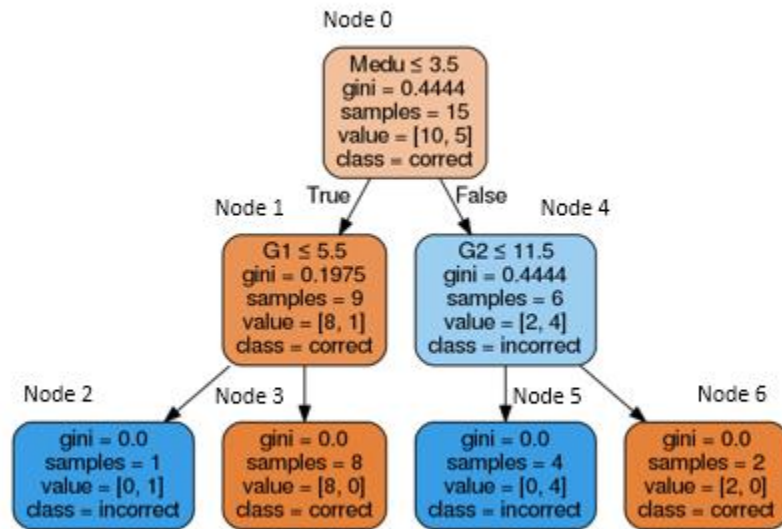 Node 0
Medu ≤ 3.5
gini = 0.4444
samples = 15
value = [10, 5]
class = correct
True
False
Node 1
G1 ≤ 5.5
gini = 0.1975
samples = 9
value = [8, 1]
class = correct
Node 4
G2 ≤ 11.5
gini = 0.4444
samples = 6
value = [2, 4]
class = incorrect
Node 2
gini = 0.0
samples = 1
value = [0, 1]
class = incorrect
Node 3
gini = 0.0
samples = 8
value = [8, 0]
class = correct
Node 5
gini = 0.0
samples = 4
value = [0, 4]
class = incorrect
Node 6
gini = 0.0
samples = 2
value = [2, 0]
class = correct